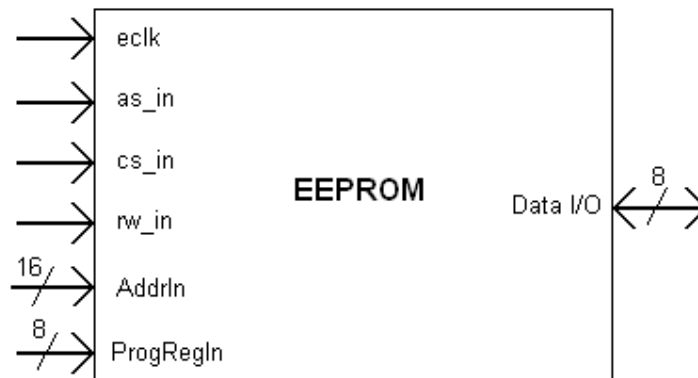 eclk
as_in
cs_in
EEPROM
8
rw_in
Data I/O
16
AddrIn
8
ProgRegIn